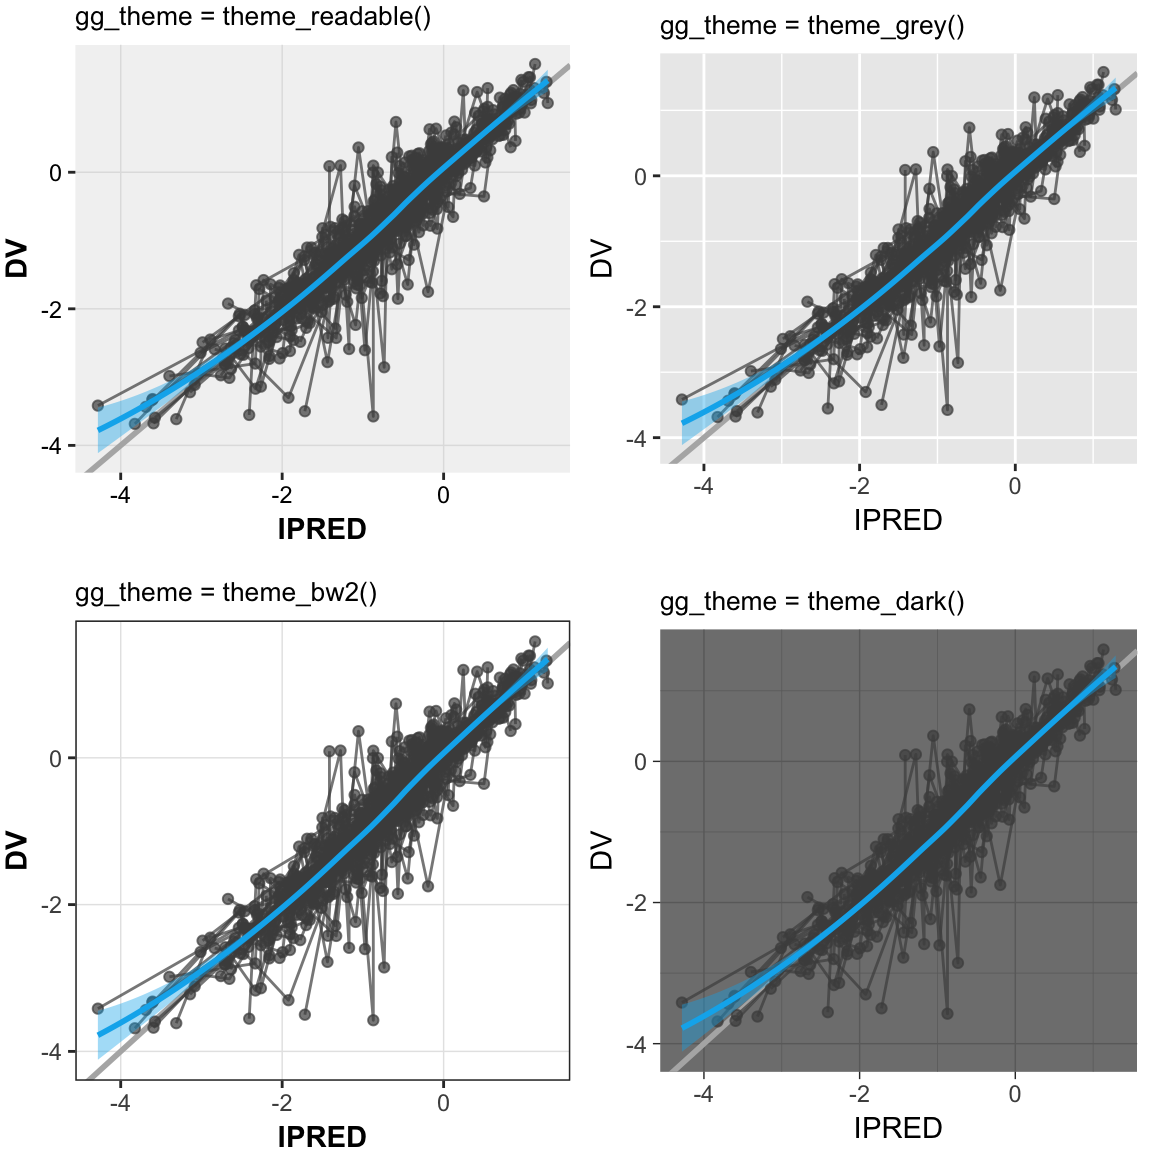 gg_theme = theme_readable()
0
-2
-4
DV
-4 -2 0
IPRED
gg_theme = theme_grey()
0
-2
-4
DV
-4 -2 0
IPRED
gg_theme = theme_bw2()
0
-2
-4
DV
-4 -2 0
IPRED
gg_theme = theme_dark()
0
-2
-4
DV
-4 -2 0
IPRED